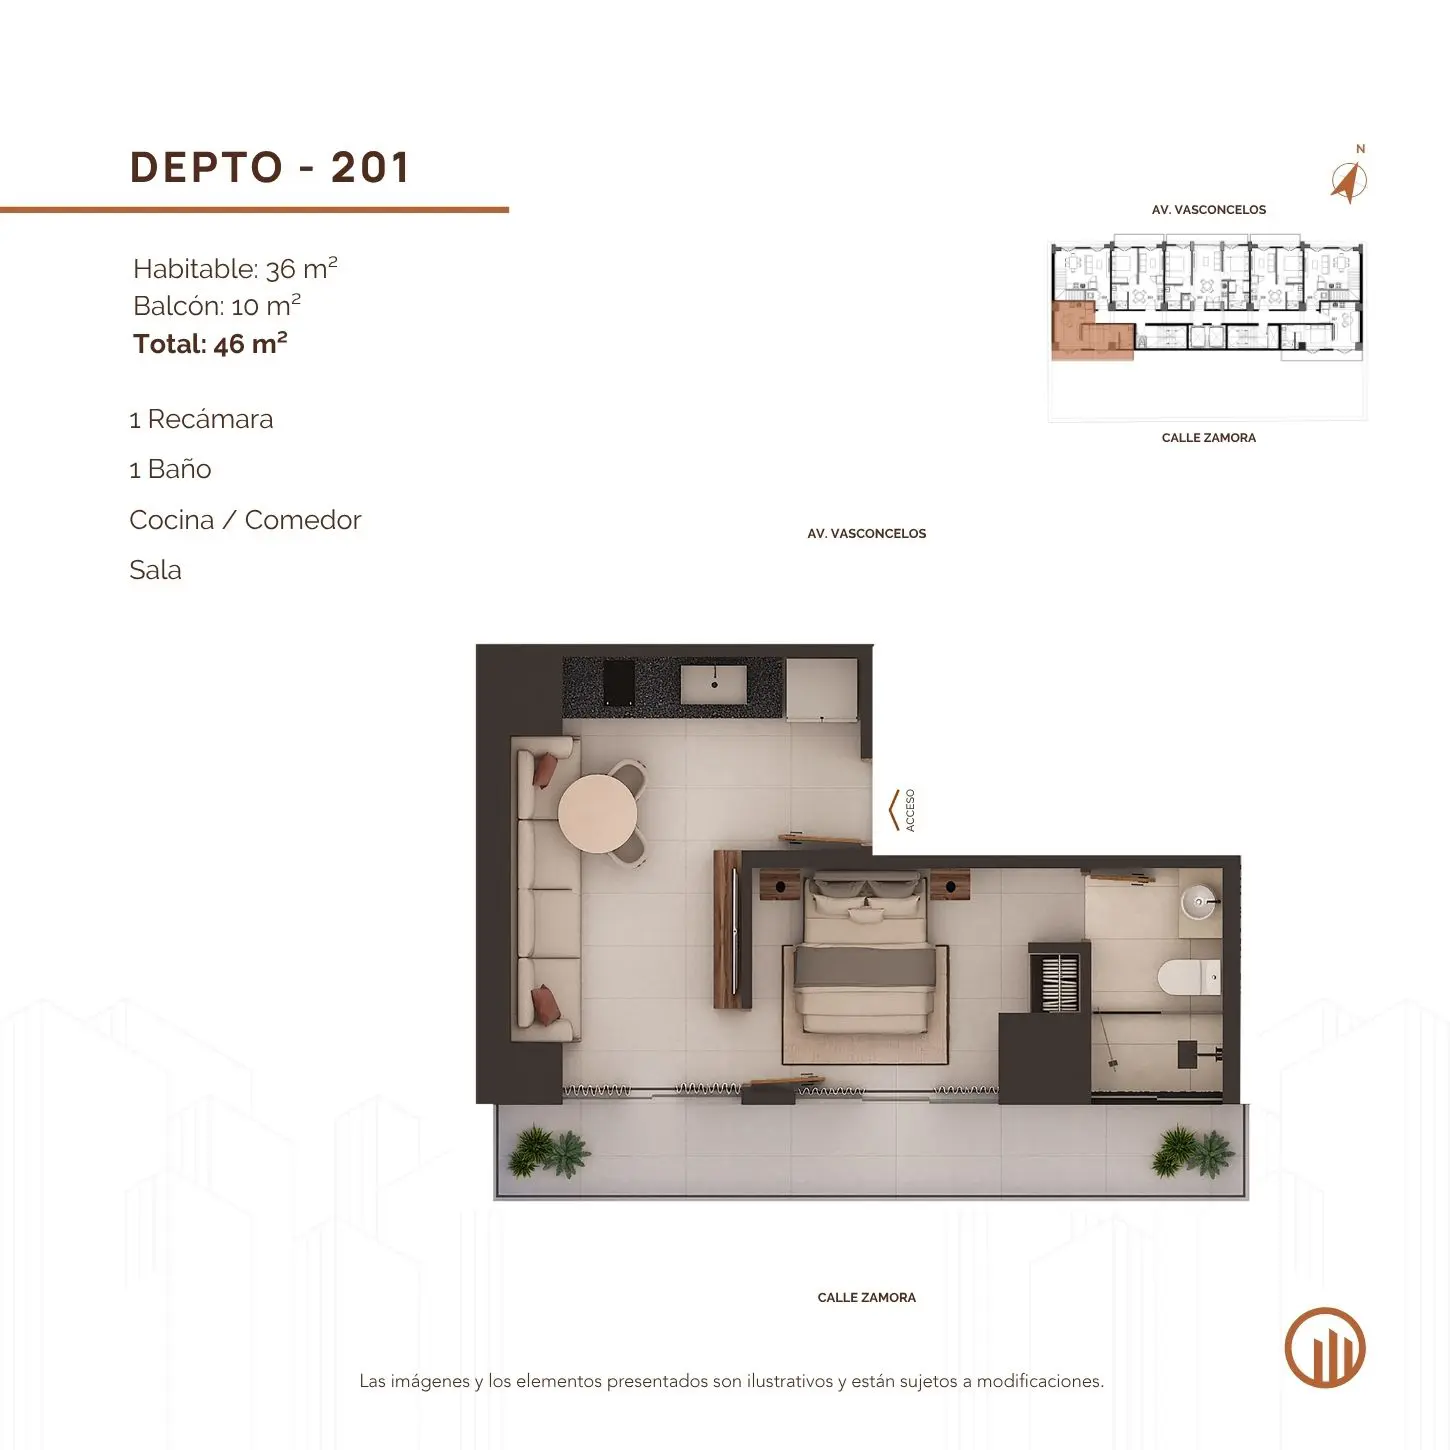 DEPTO - 201
N
AV. VASCONCELOS
Habitable: 36 m²
Balcón: 10 m²
Total: 46 m²
1 Recámara
1 Baño
Cocina / Comedor
Sala
CALLE ZAMORA
AV. VASCONCELOS
ACCESO
CALLE ZAMORA
Las imágenes y los elementos presentados son ilustrativos y están sujetos a modificaciones.